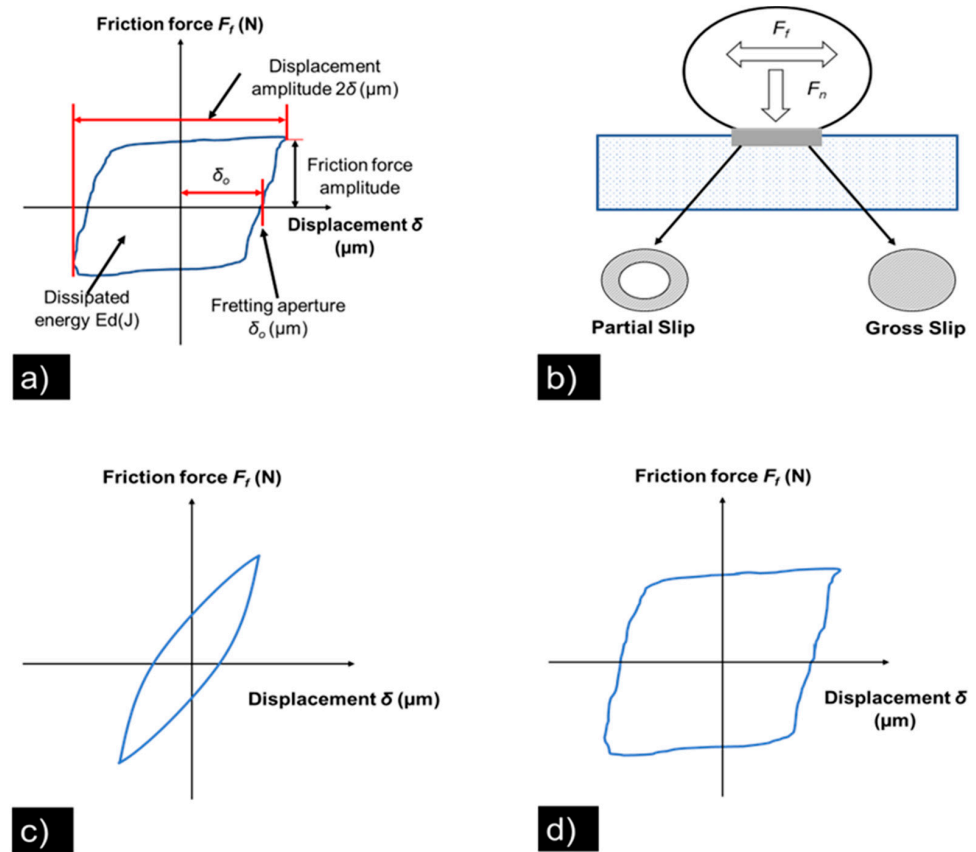 Friction force Ff (N)
Displacement
amplitude 2δ (μm)
δo
Friction force
amplitude
Displacement δ
(μm)
Dissipated
energy Ed(J)
Fretting aperture
δo (μm)
a)
Ff
Fn
Partial Slip
Gross Slip
b)
Friction force Ff (N)
Displacement δ (μm)
c)
Friction force Ff (N)
Displacement δ
(μm)
d)